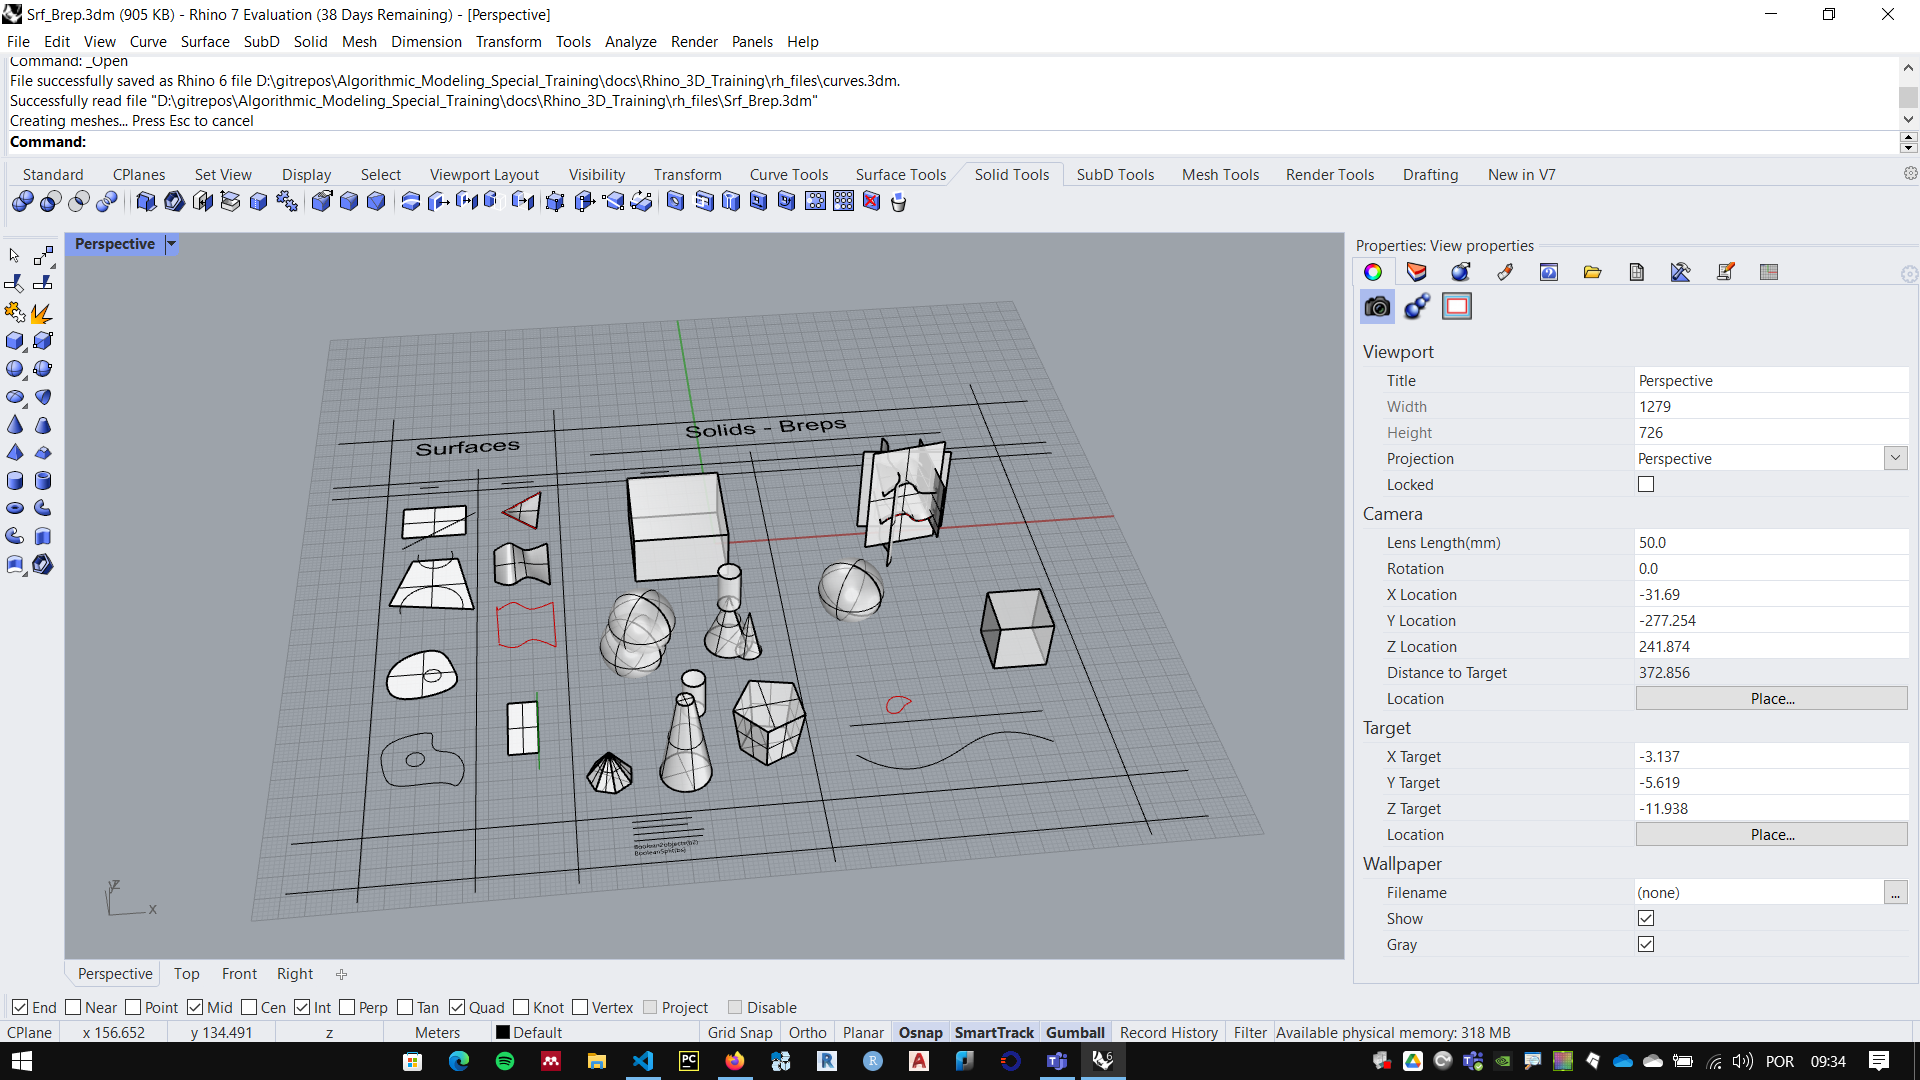 Srf_Brep.3dm (905 KB) - Rhino 7 Evaluation (38 Days Remaining) - [Perspective]
File Edit View Curve Surface SubD Solid Mesh Dimension Transform Tools Analyze Render Panels Help
Command: _Open
File successfully saved as Rhino 6 file D:\gitrepos\Algorithmic_Modeling_Special_Training\docs\Rhino_3D_Training\rh_files\curves.3dm.
Successfully read file "D:\gitrepos\Algorithmic_Modeling_Special_Training\docs\Rhino_3D_Training\rh_files\Srf_Brep.3dm"
Creating meshes... Press Esc to cancel
Command:
Standard CPlanes Set View Display Select Viewport Layout Visibility Transform Curve Tools Surface Tools Solid Tools SubD Tools Mesh Tools Render Tools Drafting New in V7
Perspective
Surfaces
Solids - Breps
z
y
x
Properties: View properties
Viewport
Title Perspective
Width 1279
Height 726
Projection Perspective
Locked
Camera
Lens Length(mm) 50.0
Rotation 0.0
X Location -31.69
Y Location -277.254
Z Location 241.874
Distance to Target 372.856
Location Place...
Target
X Target -3.137
Y Target -5.619
Z Target -11.938
Location Place...
Wallpaper
Filename (none) ...
Show
Gray
Perspective Top Front Right
End Near Point Mid Cen Int Perp Tan Quad Knot Vertex Project Disable
CPlane x 156.652 y 134.491 z Meters Default Grid Snap Ortho Planar Osnap SmartTrack Gumball Record History Filter Available physical memory: 318 MB
PC R R A 6 POR 09:34